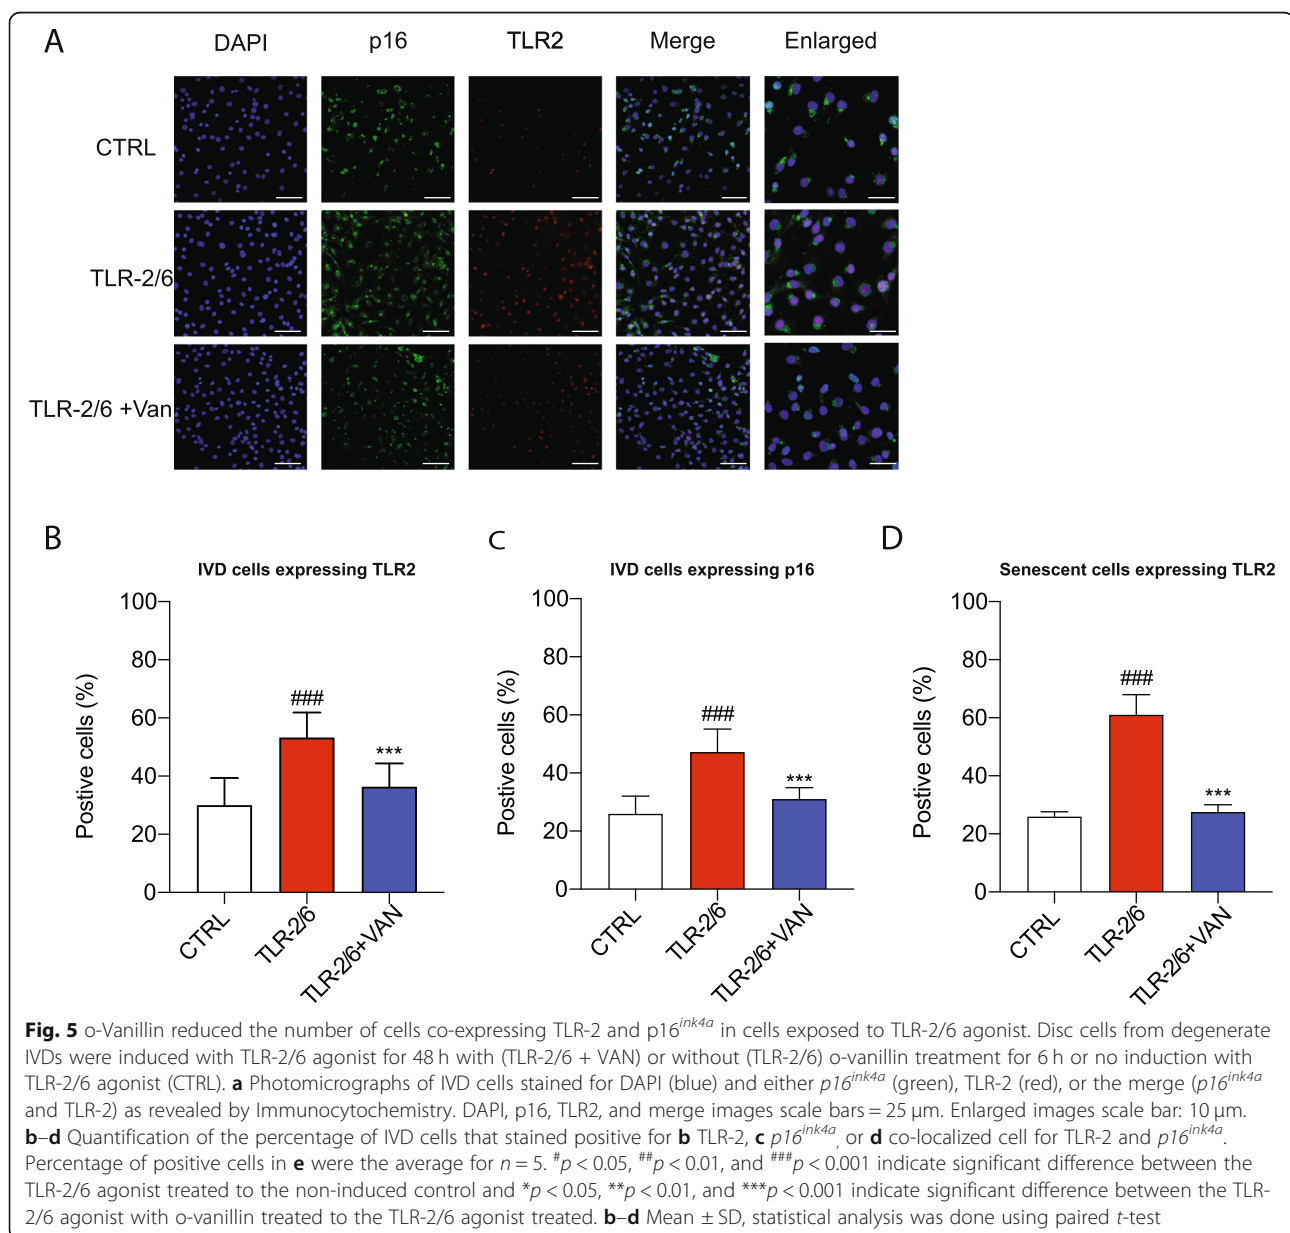 A
DAPI p16 TLR2 Merge Enlarged
CTRL
TLR-2/6
TLR-2/6 +Van
B
IVD cells expressing TLR2
Postive cells (%)
100
80
60
40
20
0
###
***
CTRL
TLR-2/6
TLR-2/6+VAN
C
IVD cells expressing p16
Postive cells (%)
100
80
60
40
20
0
###
***
CTRL
TLR-2/6
TLR-2/6+VAN
D
Senescent cells expressing TLR2
Postive cells (%)
100
80
60
40
20
0
###
***
CTRL
TLR-2/6
TLR-2/6+VAN
Fig. 5 o-Vanillin reduced the number of cells co-expressing TLR-2 and p16ink4a in cells exposed to TLR-2/6 agonist. Disc cells from degenerate
IVDs were induced with TLR-2/6 agonist for 48 h with (TLR-2/6 + VAN) or without (TLR-2/6) o-vanillin treatment for 6 h or no induction with
TLR-2/6 agonist (CTRL). a Photomicrographs of IVD cells stained for DAPI (blue) and either p16ink4a (green), TLR-2 (red), or the merge (p16ink4a
and TLR-2) as revealed by Immunocytochemistry. DAPI, p16, TLR2, and merge images scale bars = 25 μm. Enlarged images scale bar: 10 μm.
b–d Quantification of the percentage of IVD cells that stained positive for b TLR-2, c p16ink4a, or d co-localized cell for TLR-2 and p16ink4a.
Percentage of positive cells in e were the average for n = 5. #p < 0.05, ##p < 0.01, and ###p < 0.001 indicate significant difference between the
TLR-2/6 agonist treated to the non-induced control and *p < 0.05, **p < 0.01, and ***p < 0.001 indicate significant difference between the TLR-
2/6 agonist with o-vanillin treated to the TLR-2/6 agonist treated. b–d Mean ± SD, statistical analysis was done using paired t-test